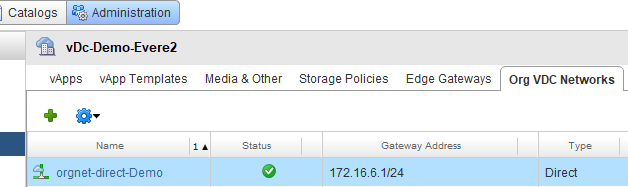 Catalogs Administration
vDc-Demo-Evere2
vApps vApp Templates Media & Other Storage Policies Edge Gateways Org VDC Networks
Name 1 ▲ Status Gateway Address Type
orgnet-direct-Demo 172.16.6.1/24 Direct